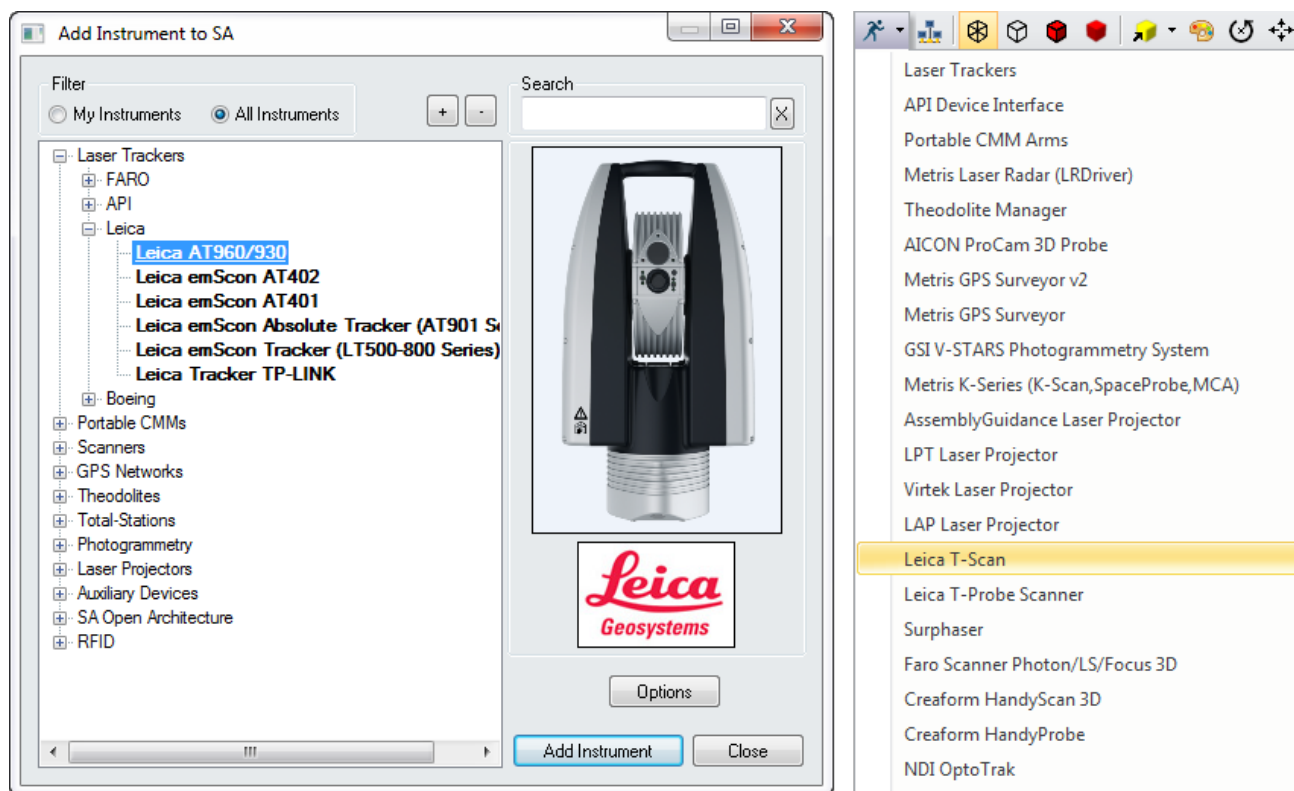 Add Instrument to SA
Filter
My Instruments
All Instruments
+
-
Search
X
Laser Trackers
FARO
API
Leica
Leica AT960/930
Leica emScon AT402
Leica emScon AT401
Leica emScon Absolute Tracker (AT901 Se
Leica emScon Tracker (LT500-800 Series)
Leica Tracker TP-LINK
Boeing
Portable CMMs
Scanners
GPS Networks
Theodolites
Total-Stations
Photogrammetry
Laser Projectors
Auxiliary Devices
SA Open Architecture
RFID
Leica
Geosystems
Options
Add Instrument
Close
Laser Trackers
API Device Interface
Portable CMM Arms
Metris Laser Radar (LRDriver)
Theodolite Manager
AICON ProCam 3D Probe
Metris GPS Surveyor v2
Metris GPS Surveyor
GSI V-STARS Photogrammetry System
Metris K-Series (K-Scan,SpaceProbe,MCA)
AssemblyGuidance Laser Projector
LPT Laser Projector
Virtek Laser Projector
LAP Laser Projector
Leica T-Scan
Leica T-Probe Scanner
Surphaser
Faro Scanner Photon/LS/Focus 3D
Creaform HandyScan 3D
Creaform HandyProbe
NDI OptoTrak